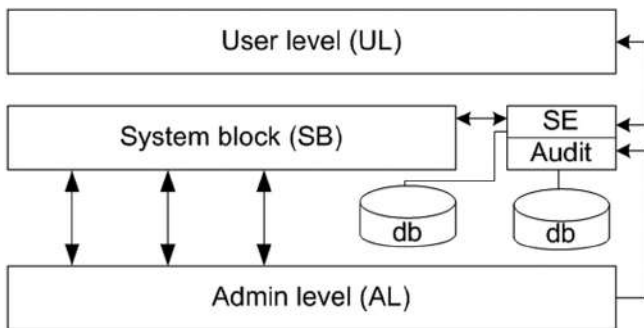 User level (UL)
System block (SB)
SE
Audit
db
db
Admin level (AL)